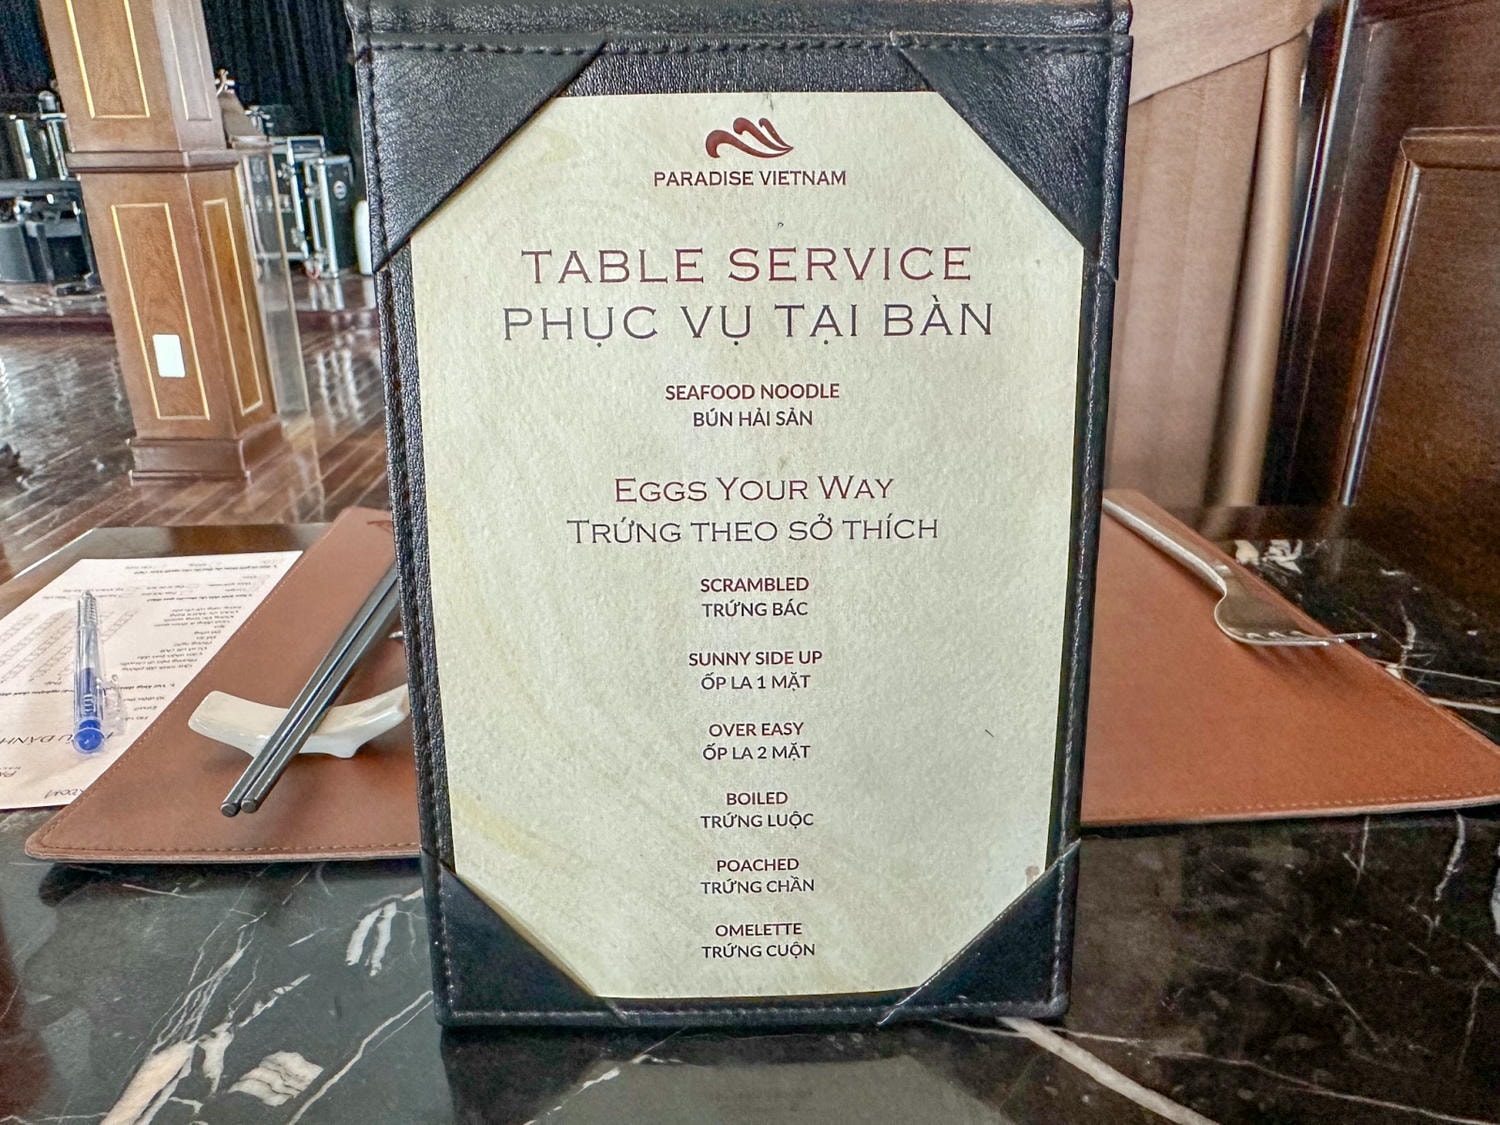 PARADISE VIETNAM
TABLE SERVICE
PHỤC VỤ TẠI BÀN
SEAFOOD NOODLE
BÚN HẢI SẢN
EGGS YOUR WAY
TRỨNG THEO SỞ THÍCH
SCRAMBLED
TRỨNG BÁC
SUNNY SIDE UP
ỐP LA 1 MẶT
OVER EASY
ỐP LA 2 MẶT
BOILED
TRỨNG LUỘC
POACHED
TRỨNG CHẦN
OMELETTE
TRỨNG CUỘN